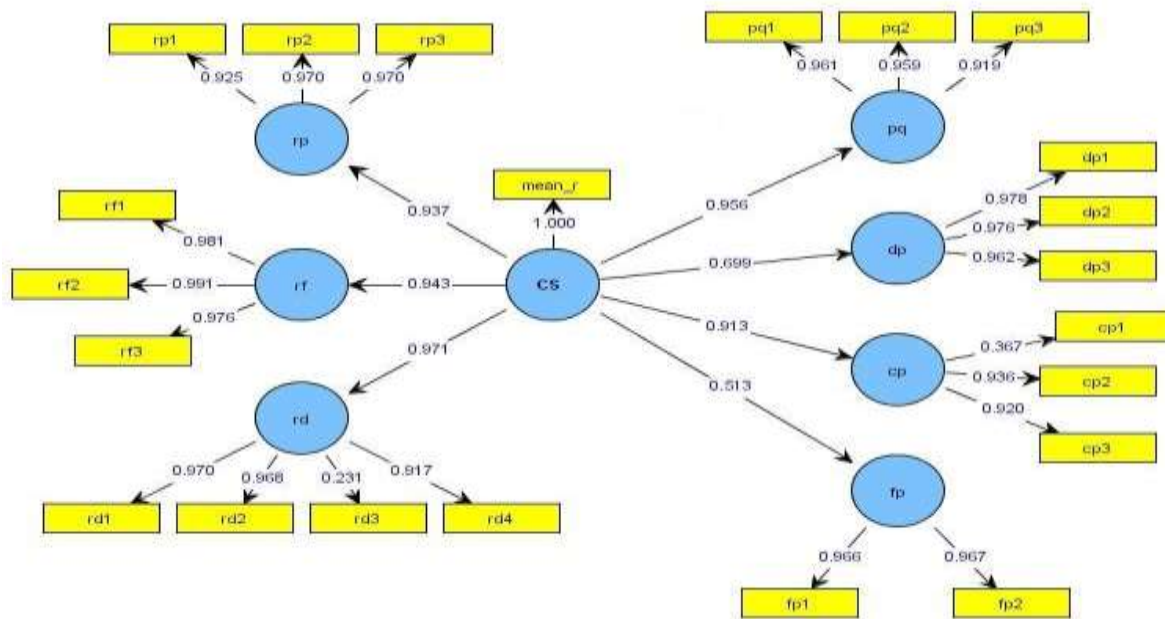 rp1 rp2 rp3
0.925 0.970 0.970
rp
pq1 pq2 pq3
0.961 0.959 0.919
pq
mean_r
1.000
CS
0.937
0.943
0.971
0.956
0.699
0.913
0.513
rf1
rf2
rf3
0.981
0.991
0.976
rf
dp
0.978
0.976
0.962
dp1
dp2
dp3
cp
0.367
0.936
0.920
cp1
cp2
cp3
rd
0.970 0.968 0.231 0.917
rd1 rd2 rd3 rd4
fp
0.966 0.967
fp1 fp2